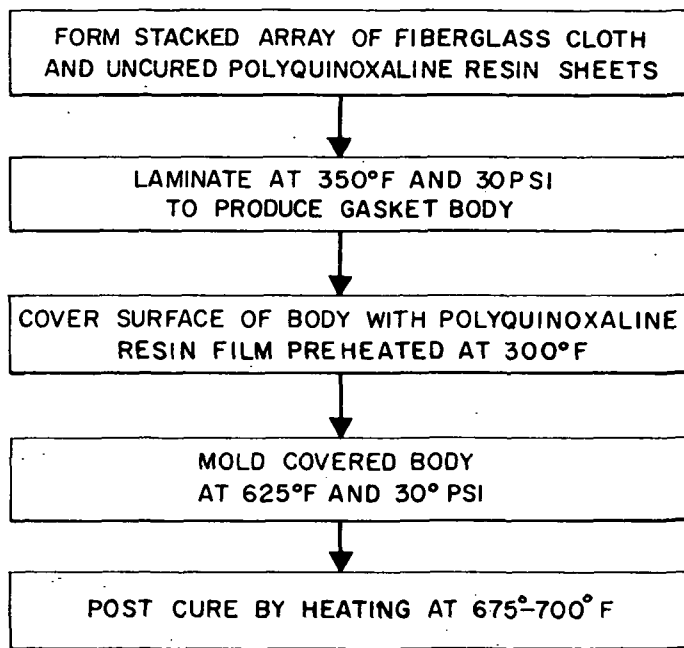 FORM STACKED ARRAY OF FIBERGLASS CLOTH
AND UNCURED POLYQUINOXALINE RESIN SHEETS
LAMINATE AT 350°F AND 30 PSI
TO PRODUCE GASKET BODY
COVER SURFACE OF BODY WITH POLYQUINOXALINE
RESIN FILM PREHEATED AT 300°F
MOLD COVERED BODY
AT 625°F AND 30° PSI
POST CURE BY HEATING AT 675°-700°F